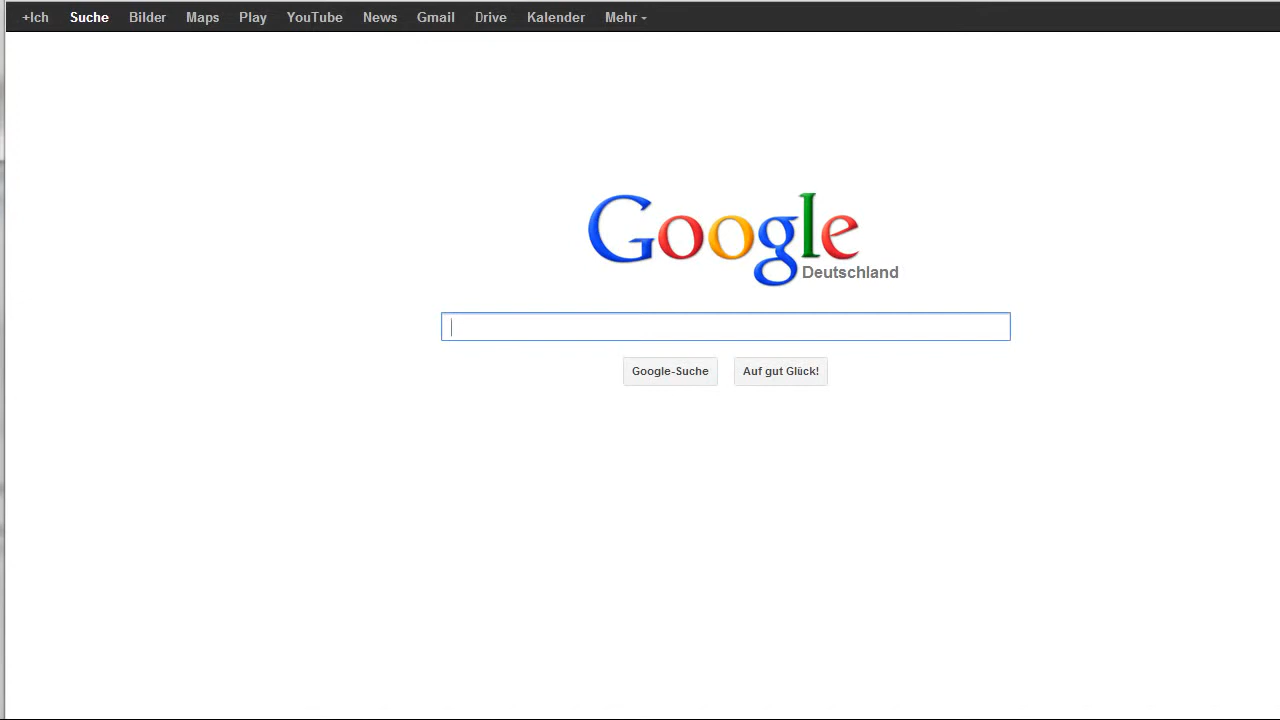 +Ich Suche Bilder Maps Play YouTube News Gmail Drive Kalender Mehr
Google
Deutschland
Google-Suche Auf gut Glück!